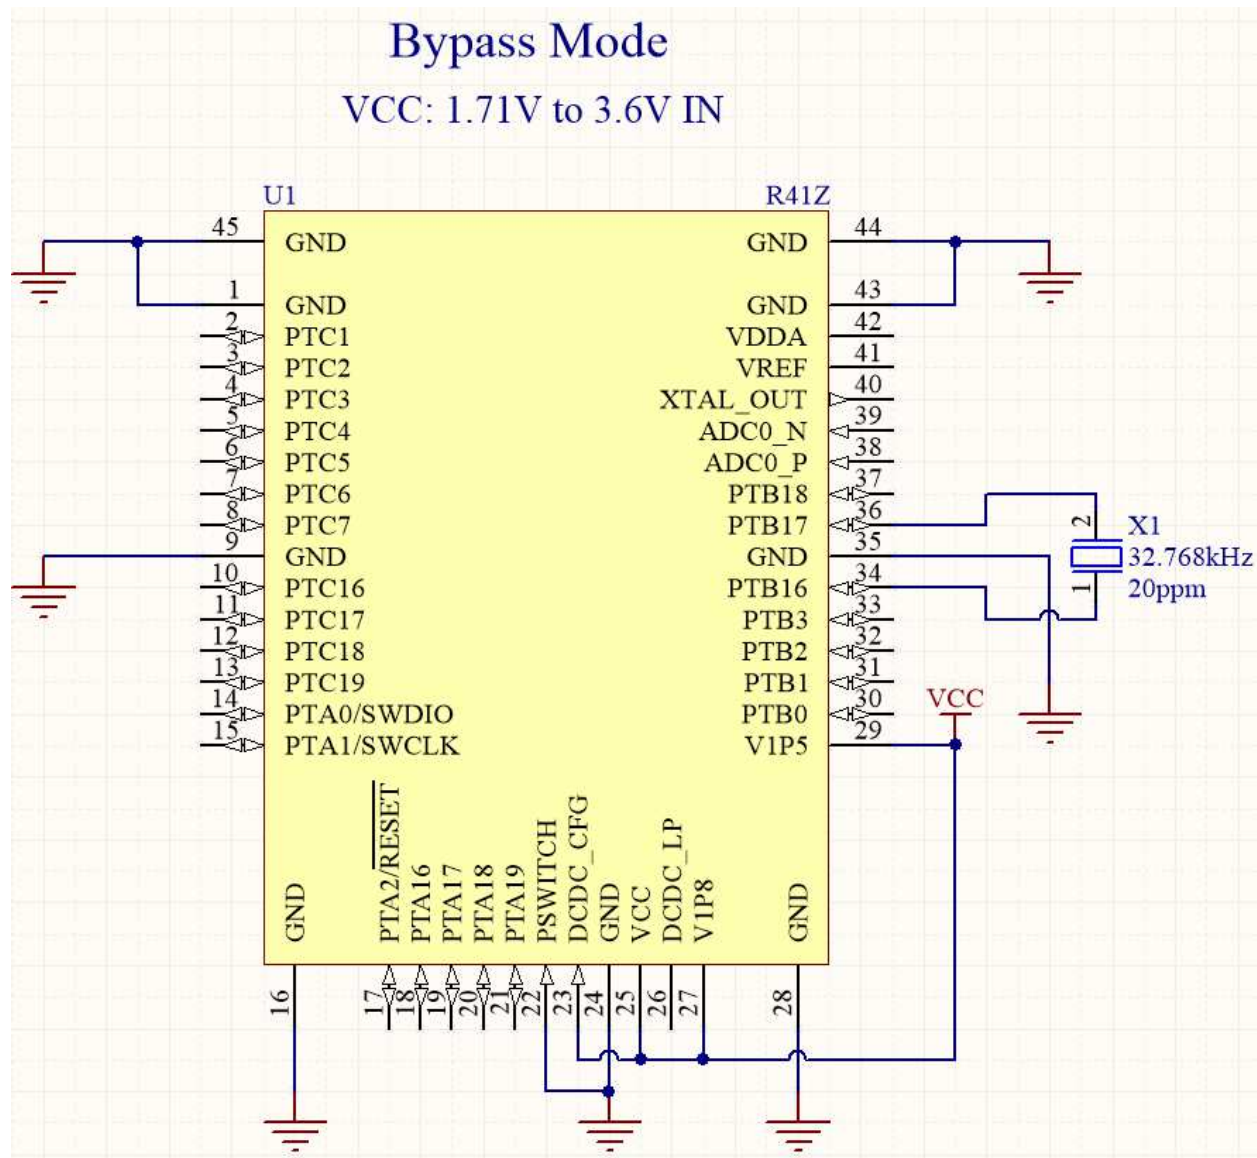 Bypass Mode
VCC: 1.71V to 3.6V IN
U1 R41Z
45 GND GND 44
1 GND GND 43
2 PTC1 VDDA 42
3 PTC2 VREF 41
4 PTC3 XTAL_OUT 40
5 PTC4 ADC0_N 39
6 PTC5 ADC0_P 38
7 PTC6 PTB18 37
8 PTC7 PTB17 36
9 GND GND 35
10 PTC16 PTB16 34
11 PTC17 PTB3 33
12 PTC18 PTB2 32
13 PTC19 PTB1 31
14 PTA0/SWDIO PTB0 30
15 PTA1/SWCLK V1P5 29
2 X1
32.768kHz
1 20ppm
VCC
GND
PTA2/RESET
PTA16
PTA17
PTA18
PTA19
PSWITCH
DCDC_CFG
GND
VCC
DCDC_LP
V1P8
GND
16
17
18
19
20
21
22
23
24
25
26
27
28